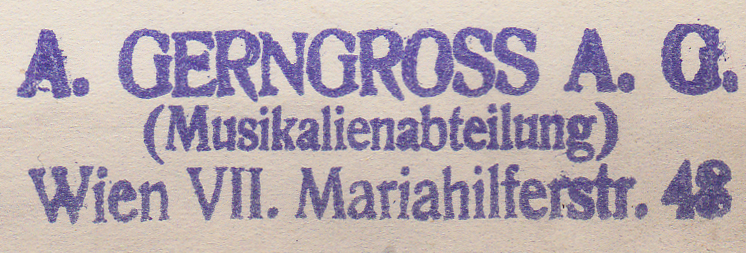 A. GERNGROSS A. G.
(Musikalienabteilung)
Wien VII. Mariahilferstr. 48